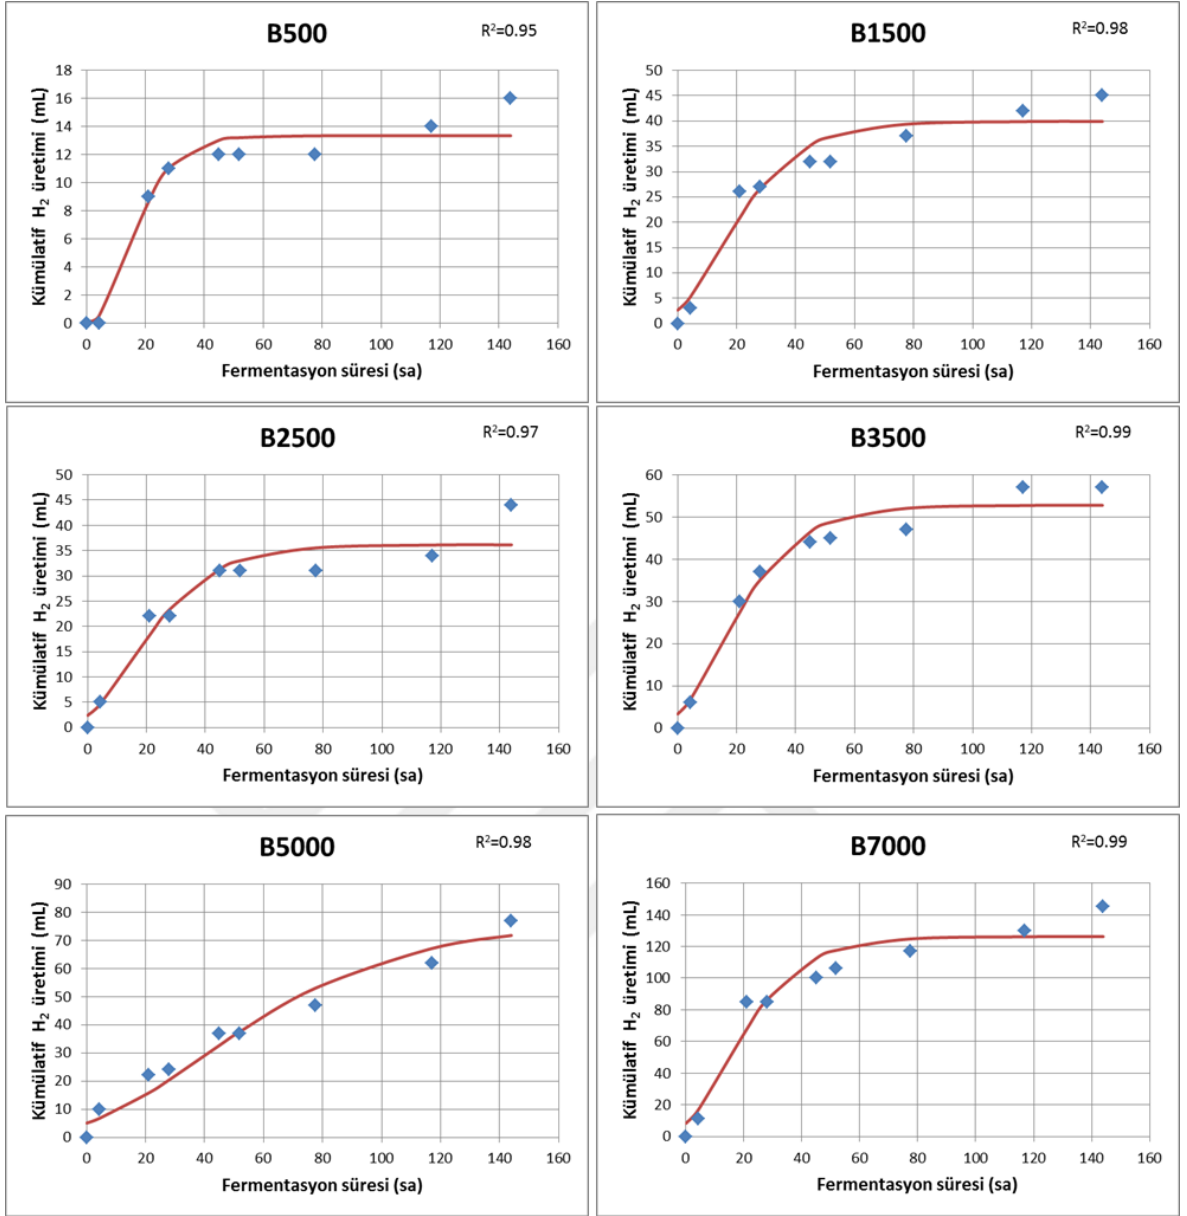 B500
R²=0.95
Kümülatif H₂ üretimi (mL)
18
16
14
12
10
8
6
4
2
0
0 20 40 60 80 100 120 140 160
Fermentasyon süresi (sa)
B1500
R²=0.98
Kümülatif H₂ üretimi (mL)
50
45
40
35
30
25
20
15
10
5
0
0 20 40 60 80 100 120 140 160
Fermentasyon süresi (sa)
B2500
R²=0.97
Kümülatif H₂ üretimi (mL)
50
45
40
35
30
25
20
15
10
5
0
0 20 40 60 80 100 120 140 160
Fermentasyon süresi (sa)
B3500
R²=0.99
Kümülatif H₂ üretimi (mL)
60
50
40
30
20
10
0
0 20 40 60 80 100 120 140 160
Fermentasyon süresi (sa)
B5000
R²=0.98
Kümülatif H₂ üretimi (mL)
90
80
70
60
50
40
30
20
10
0
0 20 40 60 80 100 120 140 160
Fermentasyon süresi (sa)
B7000
R²=0.99
Kümülatif H₂ üretimi (mL)
160
140
120
100
80
60
40
20
0
0 20 40 60 80 100 120 140 160
Fermentasyon süresi (sa)